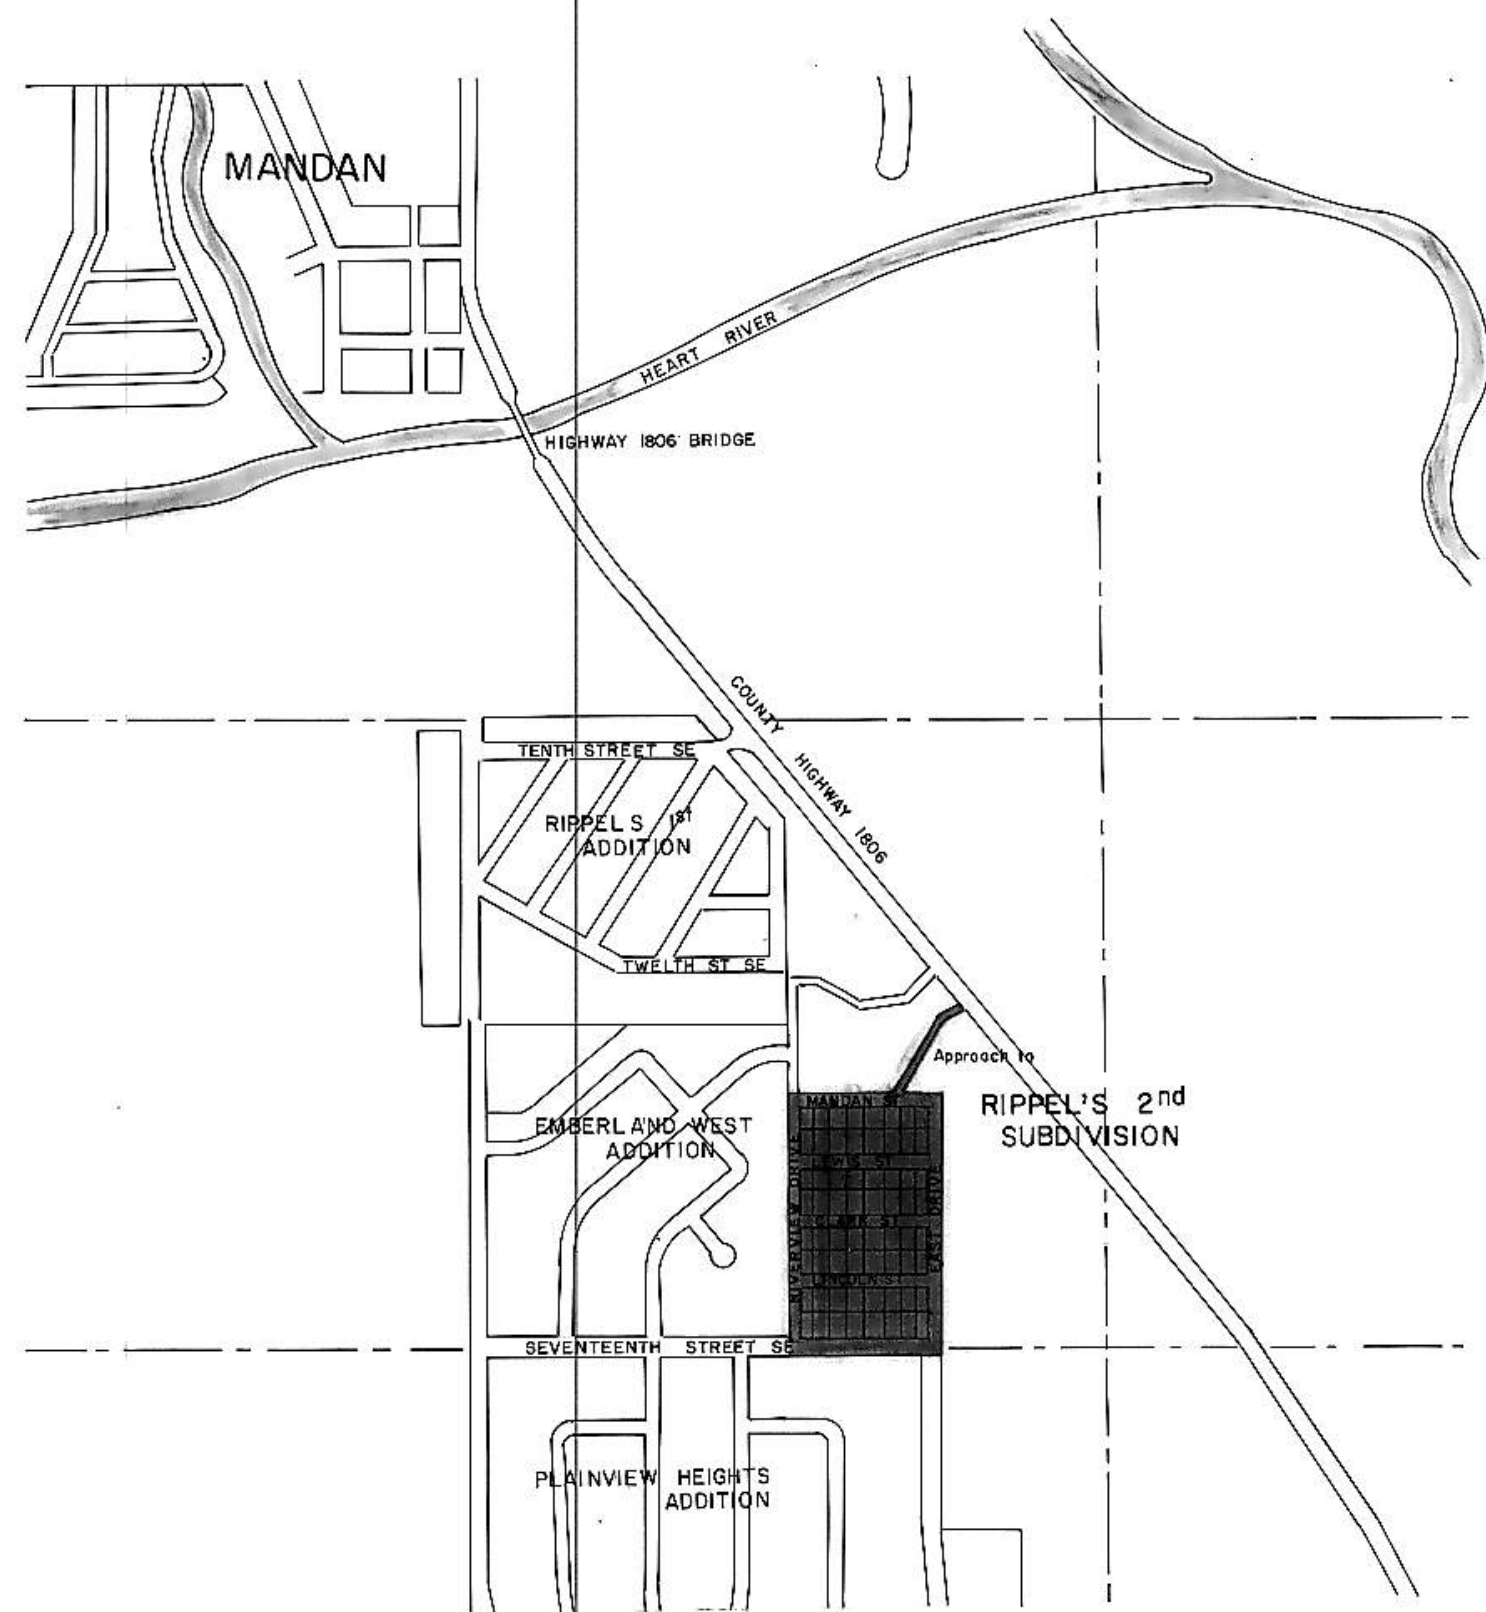 MANDAN
HEART RIVER
HIGHWAY 1806 BRIDGE
COUNTY HIGHWAY 1806
TENTH STREET SE
RIPPEL'S 1st
ADDITION
TWELTH ST SE
Approach to
RIPPEL'S 2nd
SUBDIVISION
MANDAN ST
EMBERLAND WEST
ADDITION
LEWIS ST
RIVERVIEW DRIVE
EAST DRIVE
CLARK ST
LINCOLN ST
SEVENTEENTH STREET SE
PLAINVIEW HEIGHTS
ADDITION